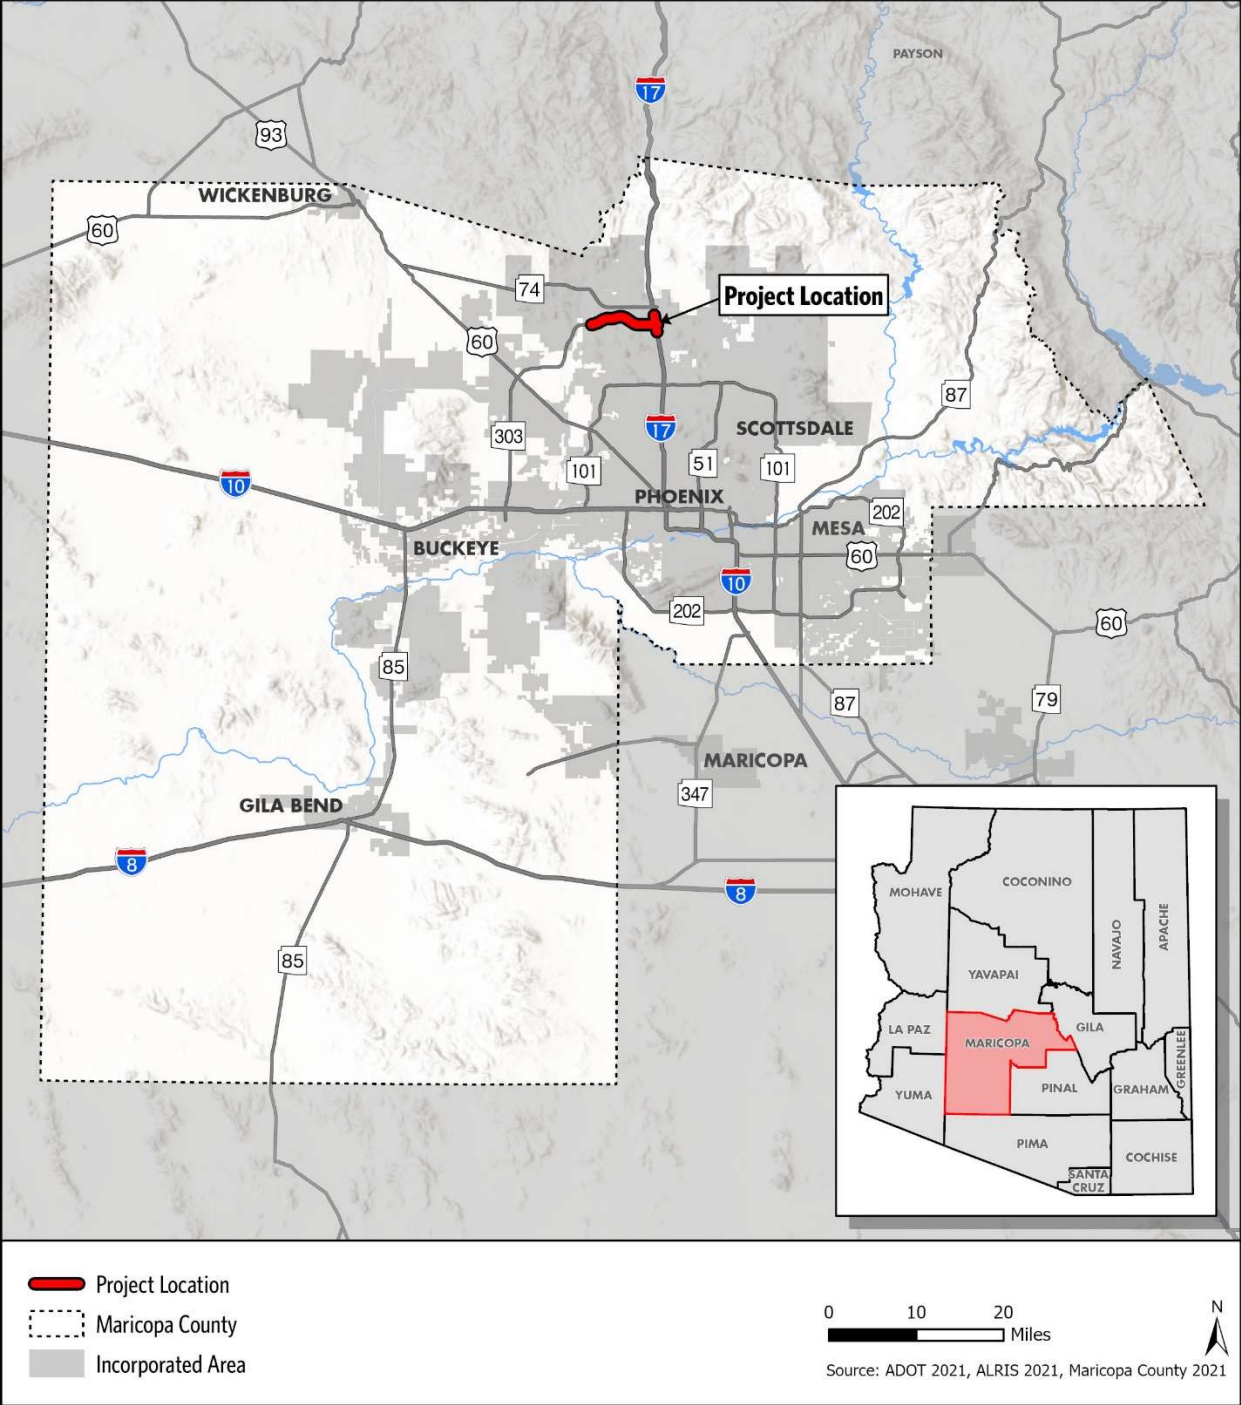 PAYSON
17
93
WICKENBURG
60
74
Project Location
60
87
303
17
SCOTTSDALE
101
51
101
10
PHOENIX
202
MESA
BUCKEYE
60
10
202
60
85
79
87
MARICOPA
347
GILA BEND
8
8
85
MOHAVE
COCONINO
NAVAJO
APACHE
YAVAPAI
LA PAZ
GILA
MARICOPA
GREENLEE
YUMA
PINAL
GRAHAM
PIMA
COCHISE
SANTA
CRUZ
Project Location
Maricopa County
Incorporated Area
0 10 20
Miles
N
Source: ADOT 2021, ALRIS 2021, Maricopa County 2021